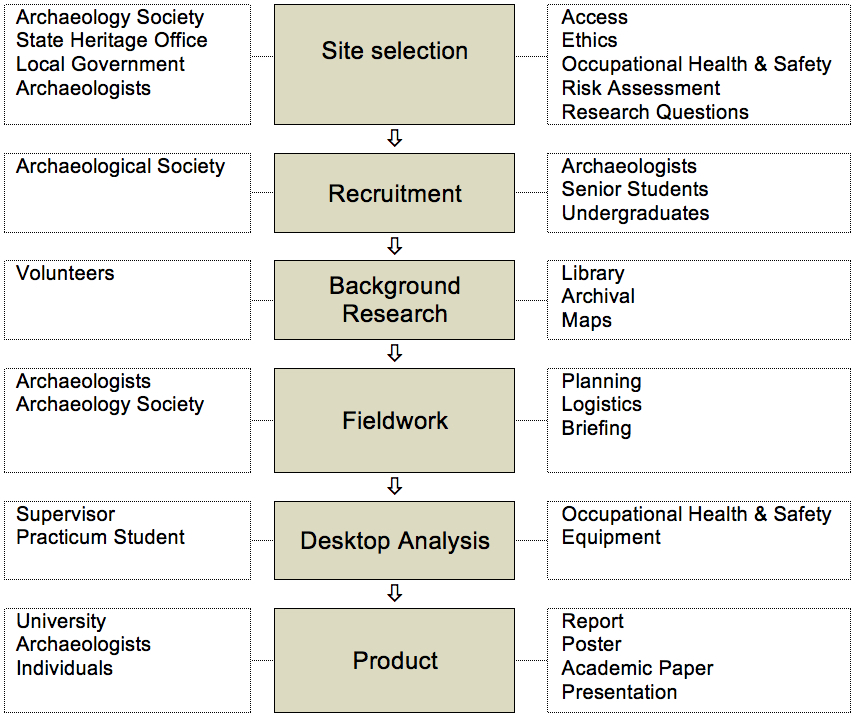 Archaeology Society
State Heritage Office
Local Government
Archaeologists
Site selection
Access
Ethics
Occupational Health & Safety
Risk Assessment
Research Questions
Archaeological Society
Recruitment
Archaeologists
Senior Students
Undergraduates
Volunteers
Background
Research
Library
Archival
Maps
Archaeologists
Archaeology Society
Fieldwork
Planning
Logistics
Briefing
Supervisor
Practicum Student
Desktop Analysis
Occupational Health & Safety
Equipment
University
Archaeologists
Individuals
Product
Report
Poster
Academic Paper
Presentation